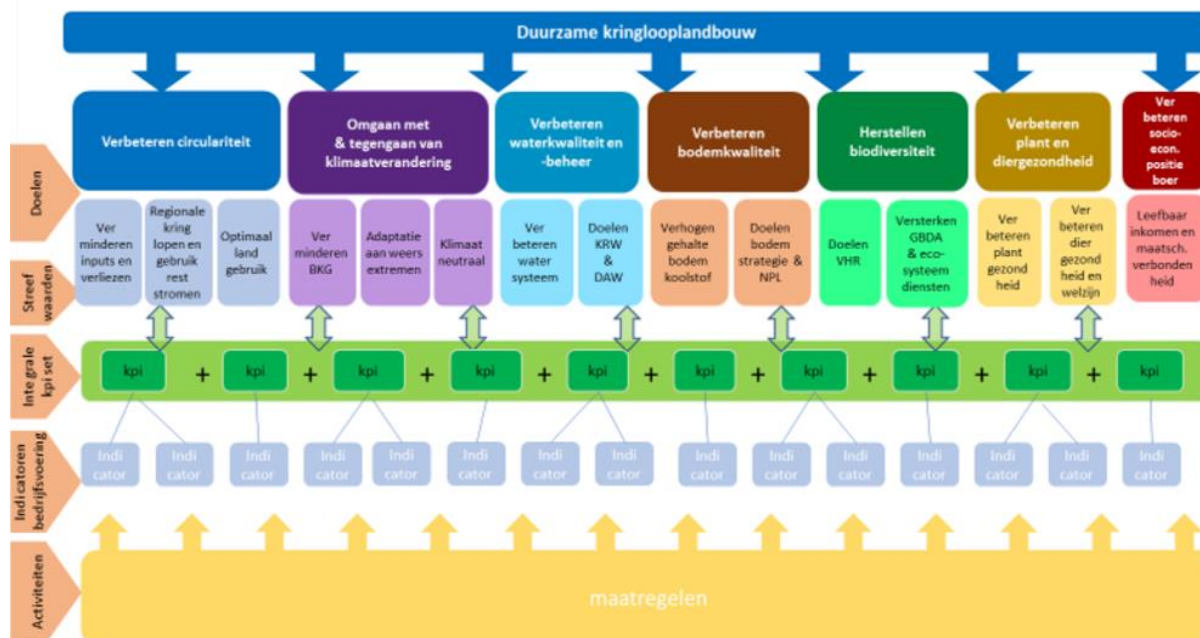 Duurzame kringlooplandbouw
Doelen
Verbeteren circulariteit
Omgaan met
& tegengaan van
klimaatverandering
Verbeteren
waterkwaliteit en
-beheer
Verbeteren
bodemkwaliteit
Herstellen
biodiversiteit
Verbeteren
plant en
diergezondheid
Ver
beteren
socio-
econ.
positie
boer
Streef
waarden
Ver
minderen
inputs en
verliezen
Regionale
kring
lopen en
gebruik
rest
stromen
Optimaal
land
gebruik
Ver
minderen
BKG
Adaptatie
aan weers
extremen
Klimaat
neutraal
Ver
beteren
water
systeem
Doelen
KRW
&
DAW
Verhogen
gehalte
bodem
koolstof
Doelen
bodem
strategie &
NPL
Doelen
VHR
Versterken
GBDA
& eco-
systeem
diensten
Ver
beteren
plant
gezond
heid
Ver
beteren
dier
gezond
heid en
welzijn
Leefbaar
inkomen en
maatsch.
verbonden
heid
Integrale
kpi set
kpi + kpi + kpi + kpi + kpi + kpi + kpi + kpi + kpi + kpi
Indicatoren
bedrijfsvoering
Indi
cator
Indi
cator
Indi
cator
Indi
cator
Indi
cator
Indi
cator
Indi
cator
Indi
cator
Indi
cator
Indi
cator
Indi
cator
Indi
cator
Indi
cator
Indi
cator
Indi
cator
Activiteiten
maatregelen